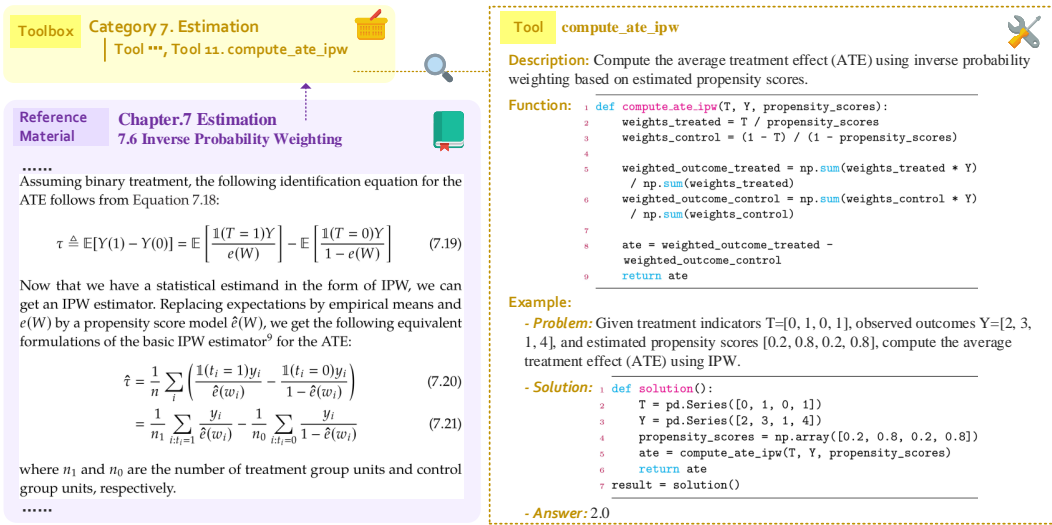 Toolbox
Category 7. Estimation
Tool ···, Tool 11. compute_ate_ipw
Reference
Material
Chapter.7 Estimation
7.6 Inverse Probability Weighting
......
Assuming binary treatment, the following identification equation for the
ATE follows from Equation 7.18:
τ ≜ 𝔼[Y(1) − Y(0)] = 𝔼 [ 𝟙(T = 1)Y / e(W) ] − 𝔼 [ 𝟙(T = 0)Y / 1 − e(W) ] (7.19)
Now that we have a statistical estimand in the form of IPW, we can
get an IPW estimator. Replacing expectations by empirical means and
e(W) by a propensity score model ê(W), we get the following equivalent
formulations of the basic IPW estimator⁹ for the ATE:
τ̂ = 1/n ∑_i ( 𝟙(t_i = 1)y_i / ê(w_i) − 𝟙(t_i = 0)y_i / 1 − ê(w_i) ) (7.20)
= 1/n₁ ∑_{i:t_i=1} y_i / ê(w_i) − 1/n₀ ∑_{i:t_i=0} y_i / 1 − ê(w_i) (7.21)
where n₁ and n₀ are the number of treatment group units and control
group units, respectively.
......
Tool
compute_ate_ipw
Description: Compute the average treatment effect (ATE) using inverse probability
weighting based on estimated propensity scores.
Function:
1 def compute_ate_ipw(T, Y, propensity_scores):
2 weights_treated = T / propensity_scores
3 weights_control = (1 - T) / (1 - propensity_scores)
4
5 weighted_outcome_treated = np.sum(weights_treated * Y)
/ np.sum(weights_treated)
6 weighted_outcome_control = np.sum(weights_control * Y)
/ np.sum(weights_control)
7
8 ate = weighted_outcome_treated -
weighted_outcome_control
9 return ate
Example:
- Problem: Given treatment indicators T=[0, 1, 0, 1], observed outcomes Y=[2, 3,
1, 4], and estimated propensity scores [0.2, 0.8, 0.2, 0.8], compute the average
treatment effect (ATE) using IPW.
- Solution:
1 def solution():
2 T = pd.Series([0, 1, 0, 1])
3 Y = pd.Series([2, 3, 1, 4])
4 propensity_scores = np.array([0.2, 0.8, 0.2, 0.8])
5 ate = compute_ate_ipw(T, Y, propensity_scores)
6 return ate
7 result = solution()
- Answer: 2.0